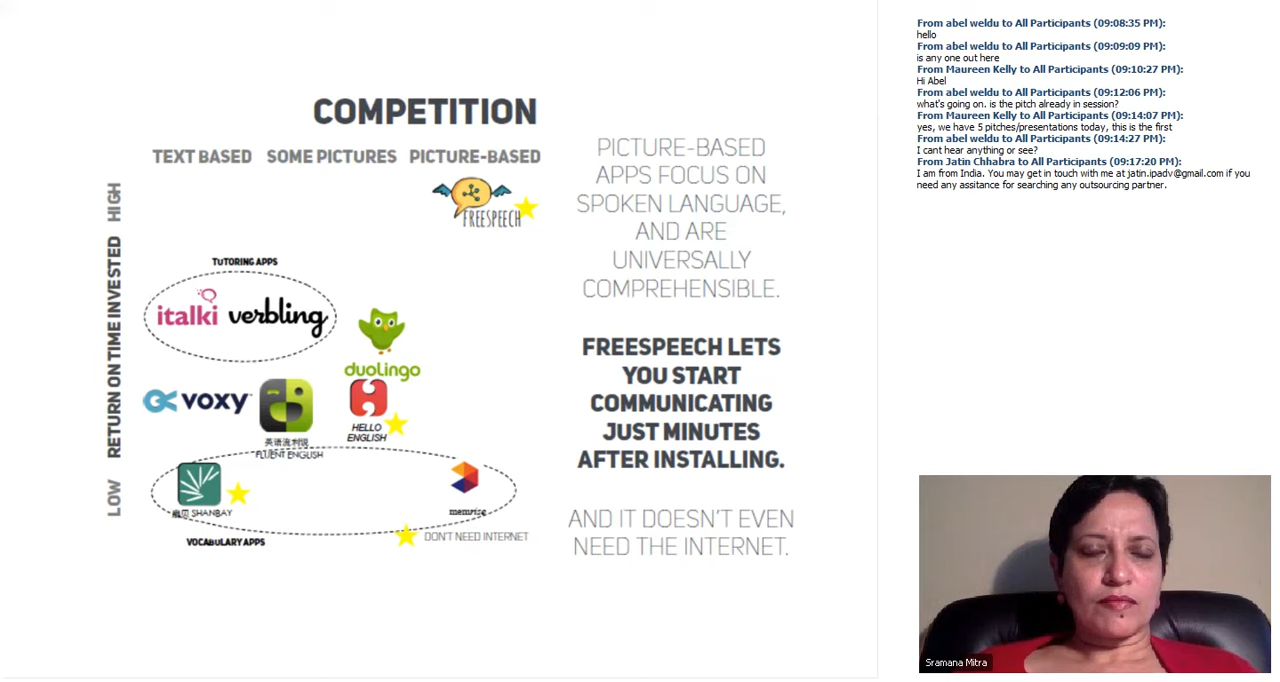 COMPETITION
TEXT BASED SOME PICTURES PICTURE-BASED
HIGH
RETURN ON TIME INVESTED
LOW
FREESPEECH
TUTORING APPS
italki verbling
duolingo
VOXY
HELLO
ENGLISH
英语流利说
FLUENT ENGLISH
SHANBAY
memrise
VOCABULARY APPS
DON'T NEED INTERNET
PICTURE-BASED
APPS FOCUS ON
SPOKEN LANGUAGE,
AND ARE
UNIVERSALLY
COMPREHENSIBLE.
FREESPEECH LETS
YOU START
COMMUNICATING
JUST MINUTES
AFTER INSTALLING.
AND IT DOESN'T EVEN
NEED THE INTERNET.
From abel weldu to All Participants (09:08:35 PM):
hello
From abel weldu to All Participants (09:09:09 PM):
is any one out here
From Maureen Kelly to All Participants (09:10:27 PM):
Hi Abel
From abel weldu to All Participants (09:12:06 PM):
what's going on. is the pitch already in session?
From Maureen Kelly to All Participants (09:14:07 PM):
yes, we have 5 pitches/presentations today, this is the first
From abel weldu to All Participants (09:14:27 PM):
I cant hear anything or see?
From Jatin Chhabra to All Participants (09:17:20 PM):
I am from India. You may get in touch with me at jatin.ipadv@gmail.com if you
need any assitance for searching any outsourcing partner.
Sramana Mitra